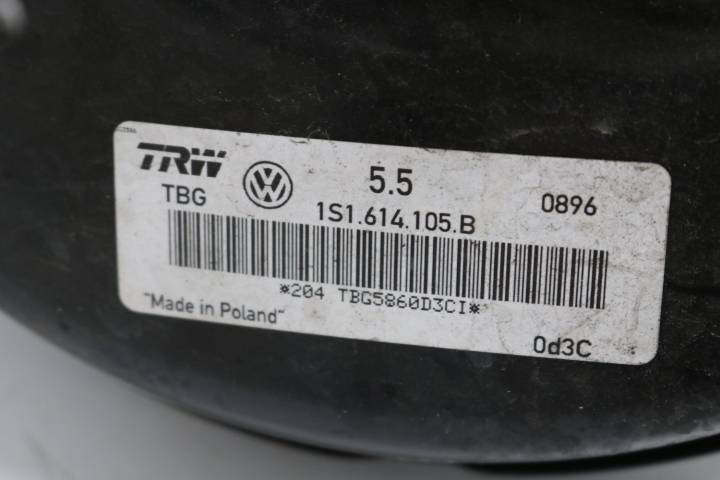 TRW 5.5
TBG 0896
1S1.614.105.B
*204 TBG5860D3CI*
"Made in Poland"
0d3C